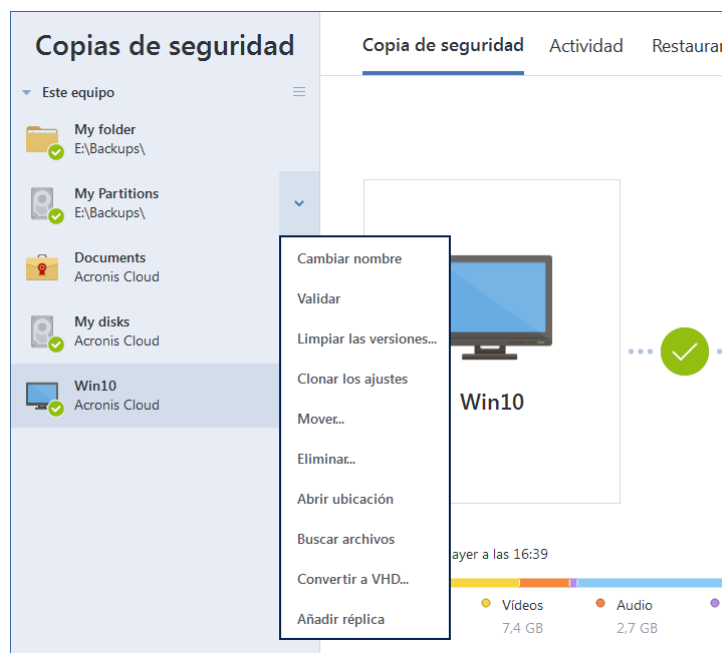 Copias de seguridad
Copia de seguridad Actividad Restaurar
Este equipo
My folder
E:\Backups\
My Partitions
E:\Backups\
Documents
Acronis Cloud
My disks
Acronis Cloud
Win10
Acronis Cloud
Cambiar nombre
Validar
Limpiar las versiones...
Clonar los ajustes
Mover...
Eliminar...
Abrir ubicación
Buscar archivos
Convertir a VHD...
Añadir réplica
Win10
ayer a las 16:39
Vídeos Audio
7,4 GB 2,7 GB